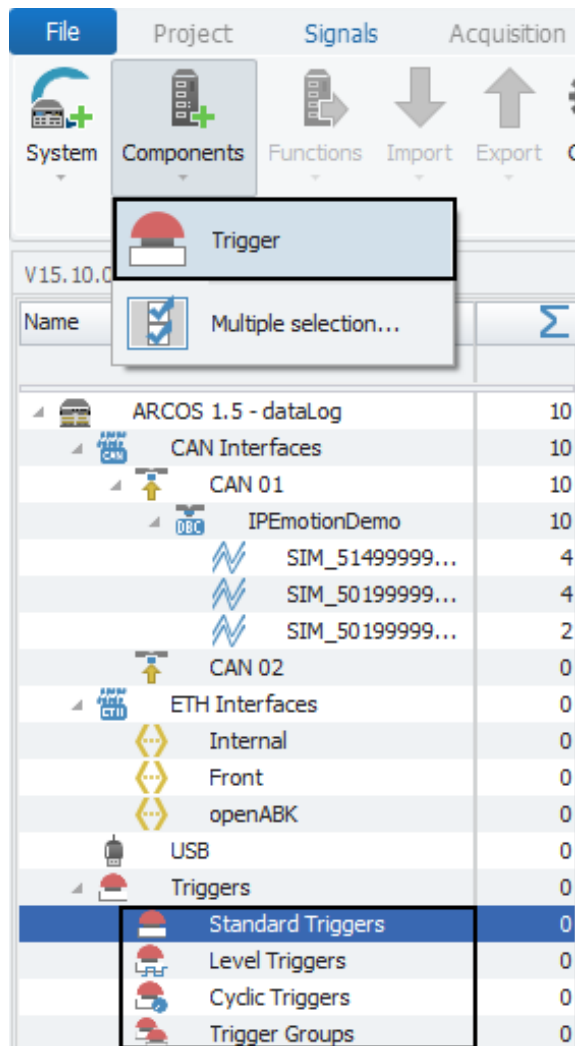 File Project Signals Acquisition
System Components Functions Import Export
Trigger
V15.10.0
Multiple selection...
Name Σ
ARCOS 1.5 - dataLog 10
CAN Interfaces 10
CAN 01 10
DBC IPEmotionDemo 10
SIM_51499999... 4
SIM_50199999... 4
SIM_50199999... 2
CAN 02 0
ETH Interfaces 0
Internal 0
Front 0
openABK 0
USB 0
Triggers 0
Standard Triggers 0
Level Triggers 0
Cyclic Triggers 0
Trigger Groups 0